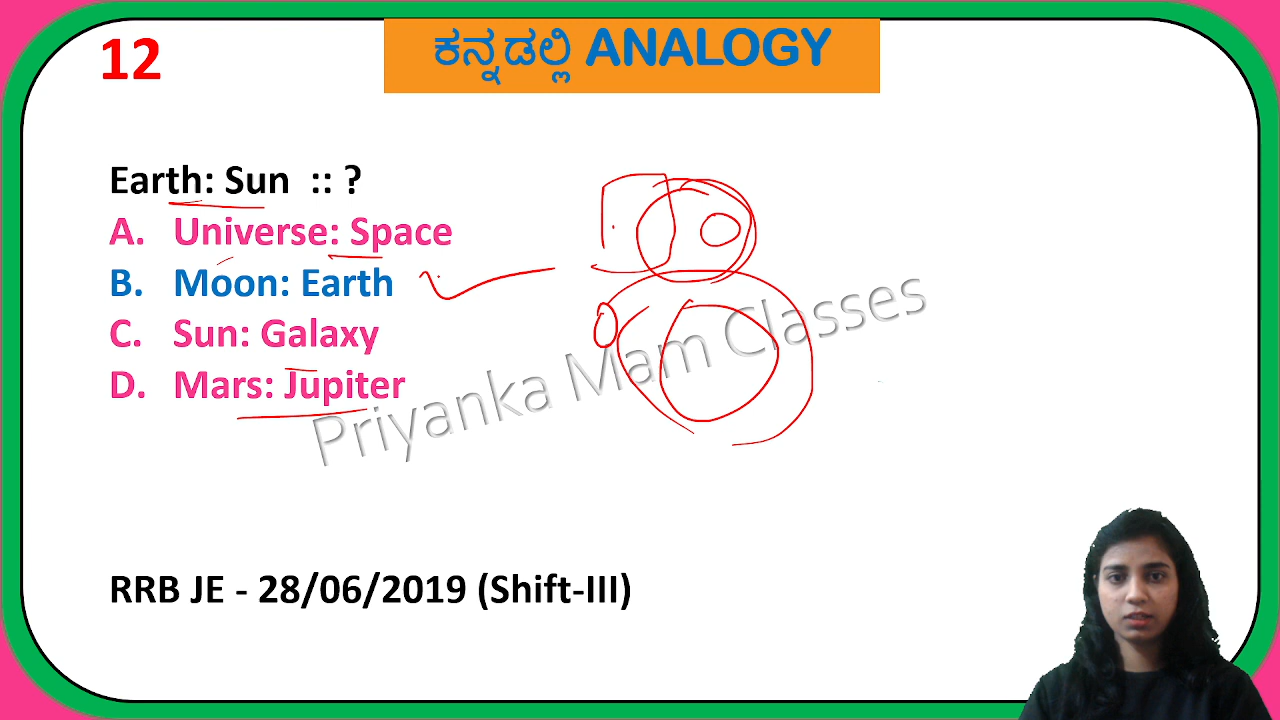 12
ಕನ್ನಡಲ್ಲಿ ANALOGY
Earth: Sun :: ?
A. Universe: Space
B. Moon: Earth
C. Sun: Galaxy
D. Mars: Jupiter
Priyanka Mam Classes
RRB JE - 28/06/2019 (Shift-III)